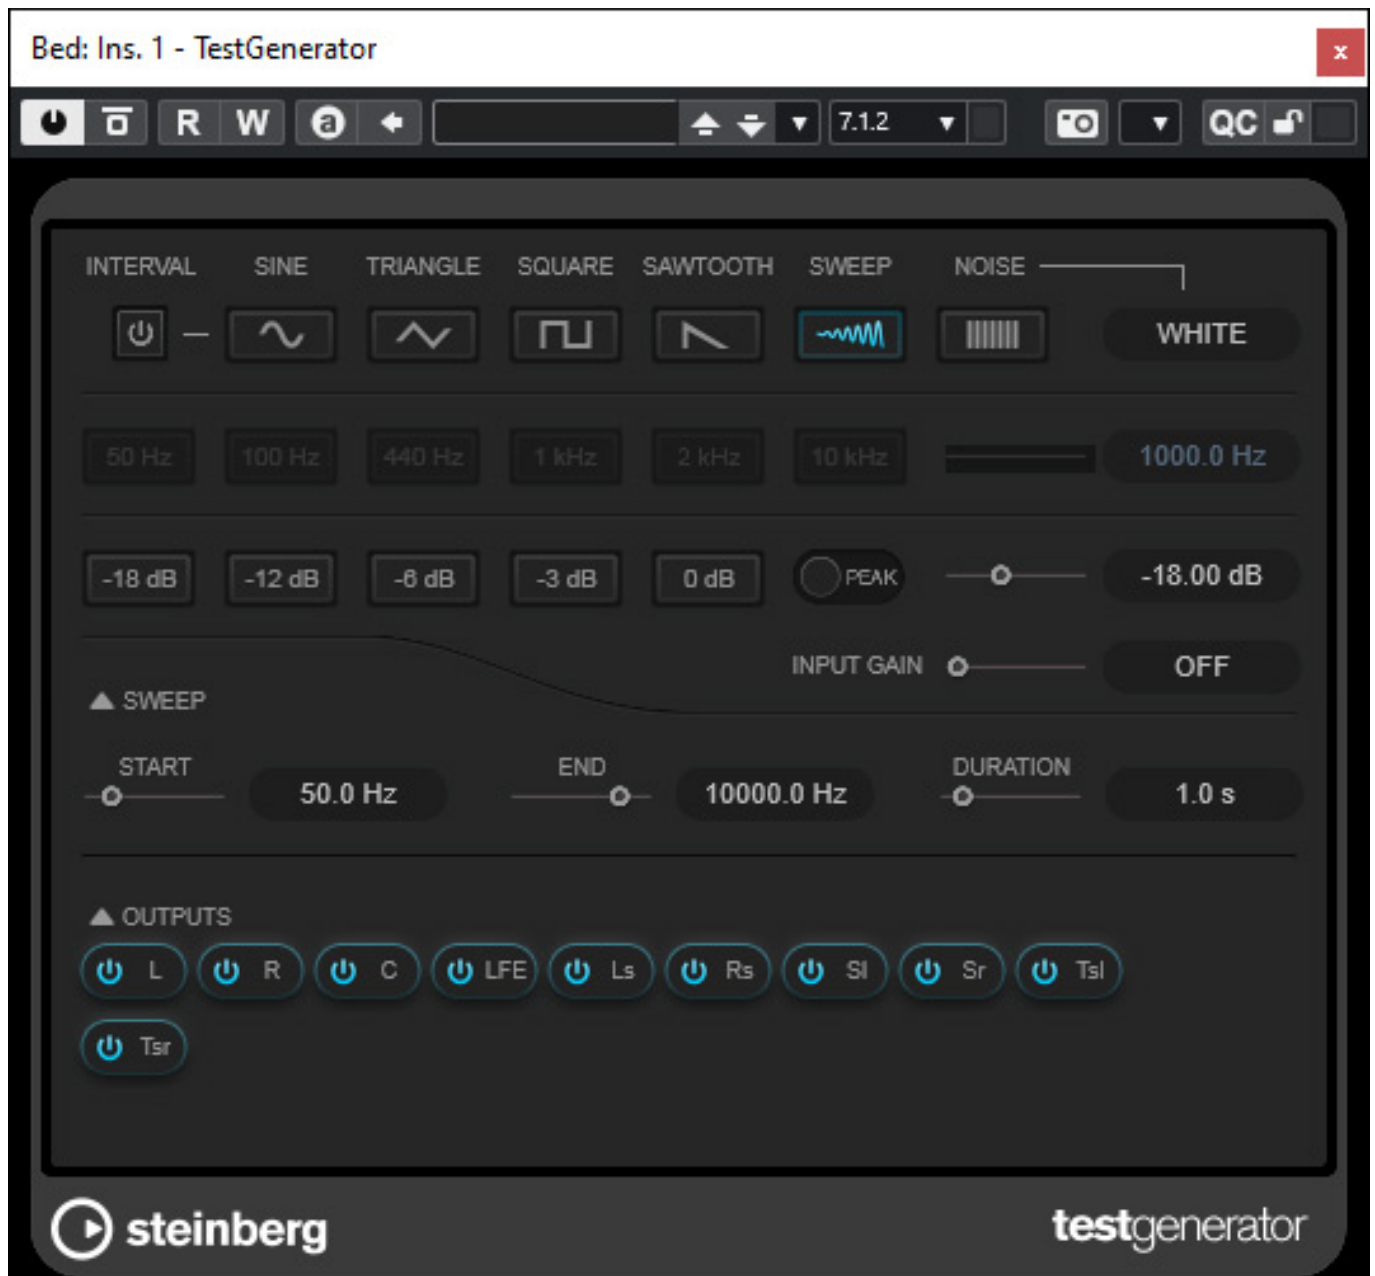 Bed: Ins. 1 - TestGenerator x
R W a 7.1.2 QC
INTERVAL SINE TRIANGLE SQUARE SAWTOOTH SWEEP NOISE
WHITE
50 Hz 100 Hz 440 Hz 1 kHz 2 kHz 10 kHz 1000.0 Hz
-18 dB -12 dB -6 dB -3 dB 0 dB PEAK -18.00 dB
INPUT GAIN OFF
SWEEP
START END DURATION
50.0 Hz 10000.0 Hz 1.0 s
OUTPUTS
L R C LFE Ls Rs Sl Sr Tsl
Tsr
steinberg testgenerator